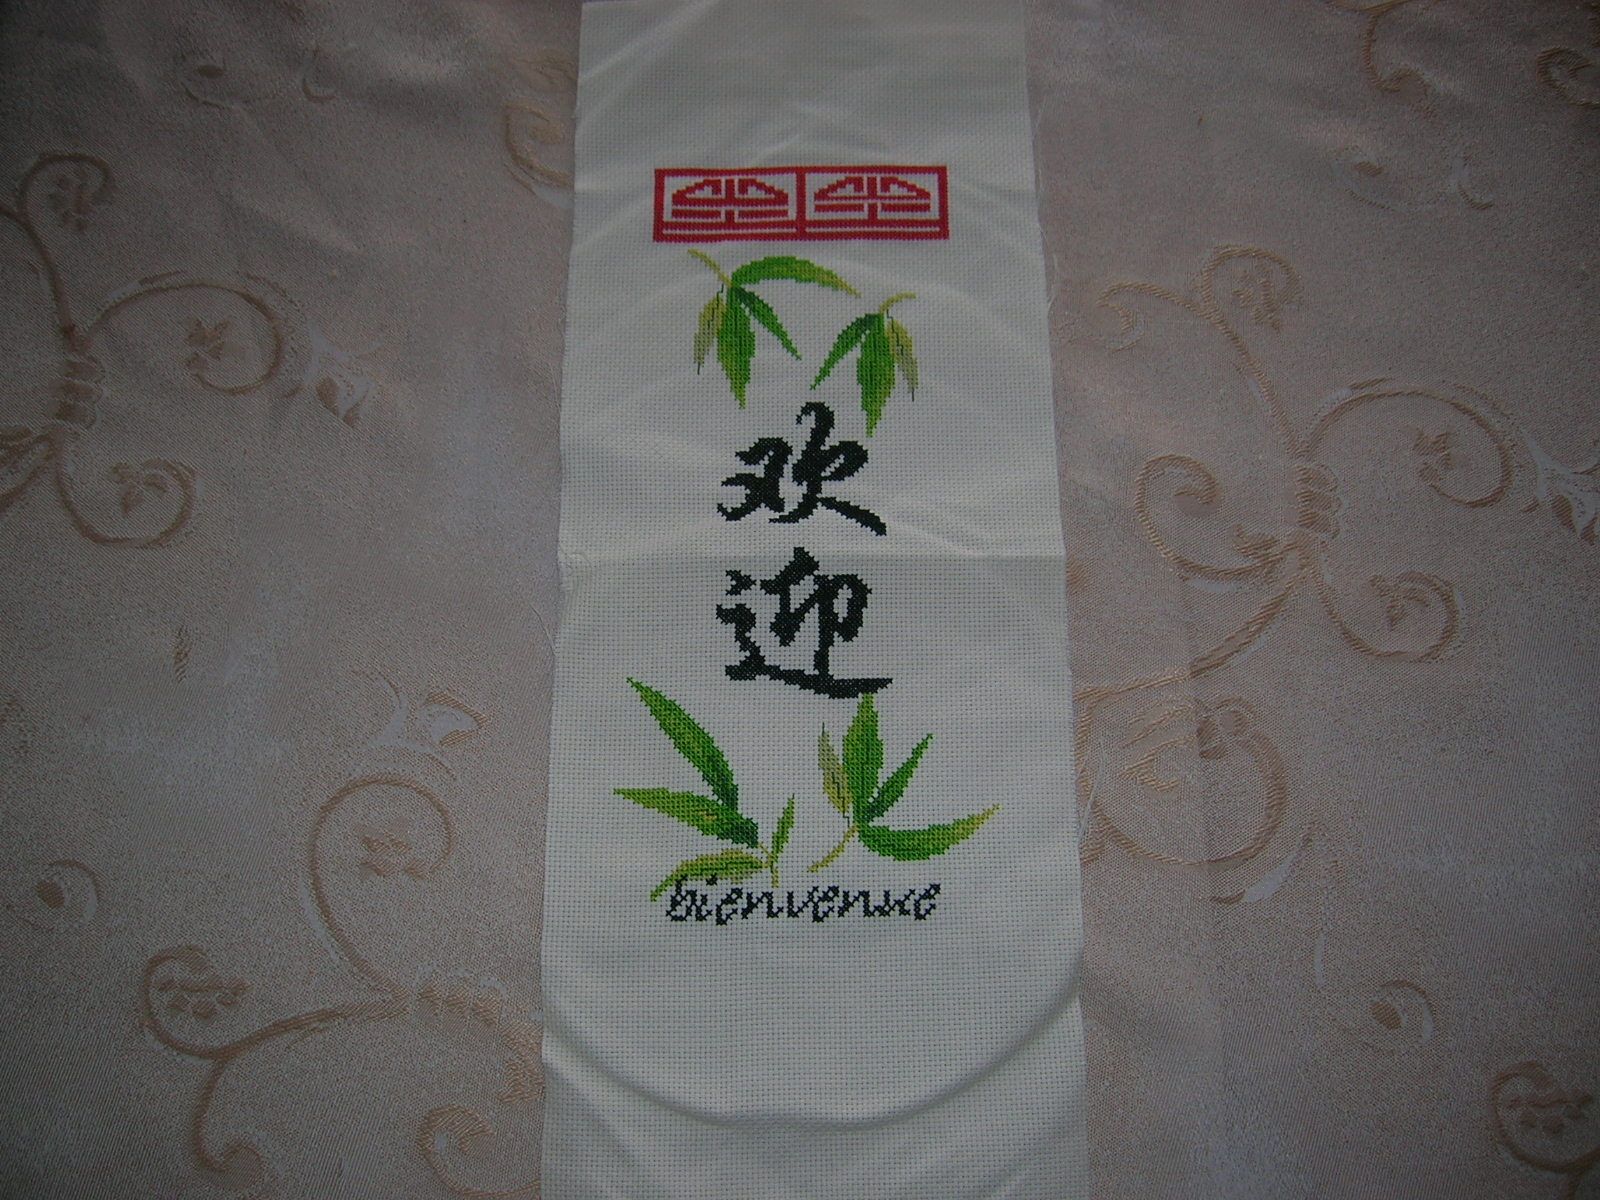 欢
迎
bienvenue